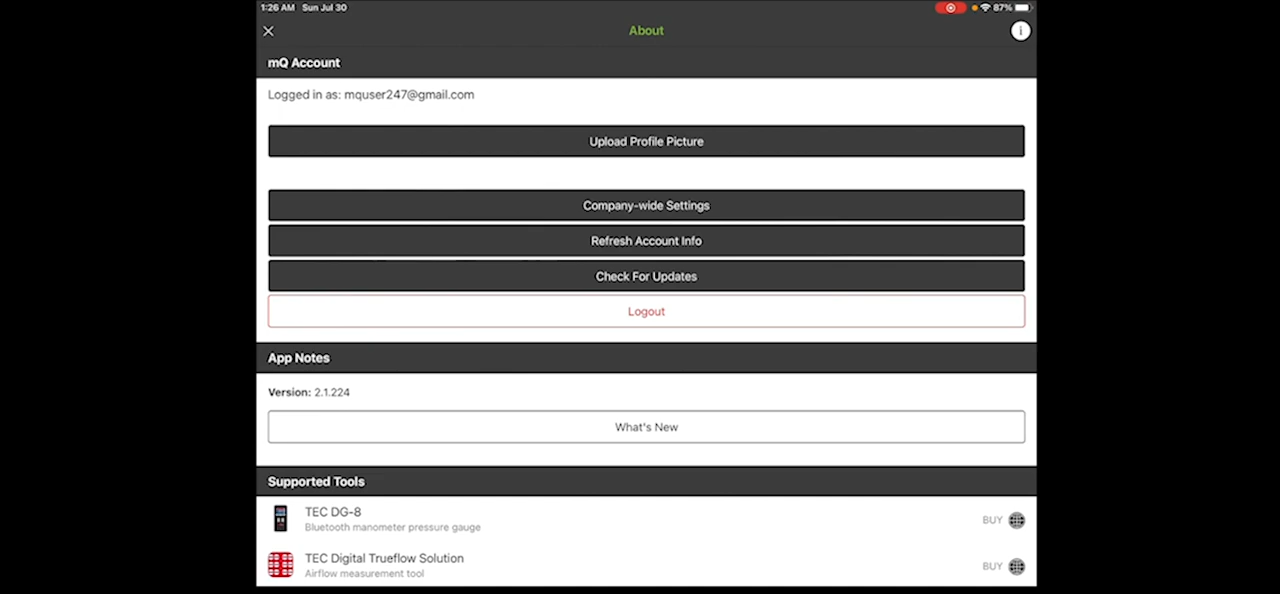 1:26 AM Sun Jul 30
87%
About
mQ Account
Logged in as: mquser247@gmail.com
Upload Profile Picture
Company-wide Settings
Refresh Account Info
Check For Updates
Logout
App Notes
Version: 2.1.224
What's New
Supported Tools
TEC DG-8
Bluetooth manometer pressure gauge
BUY
TEC Digital Trueflow Solution
Airflow measurement tool
BUY